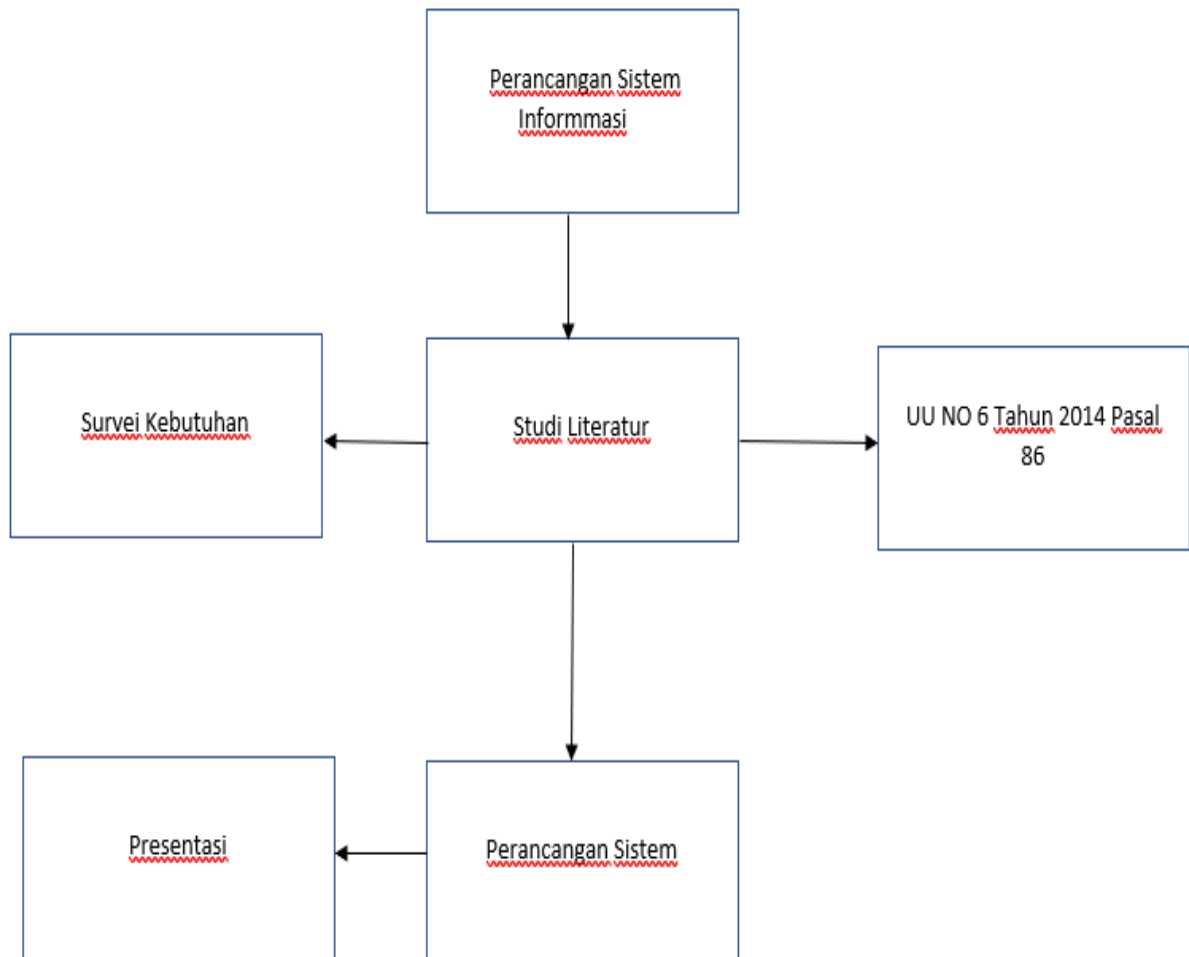 Perancangan Sistem
Informmasi
Survei Kebutuhan
Studi Literatur
UU NO 6 Tahun 2014 Pasal
86
Presentasi
Perancangan Sistem